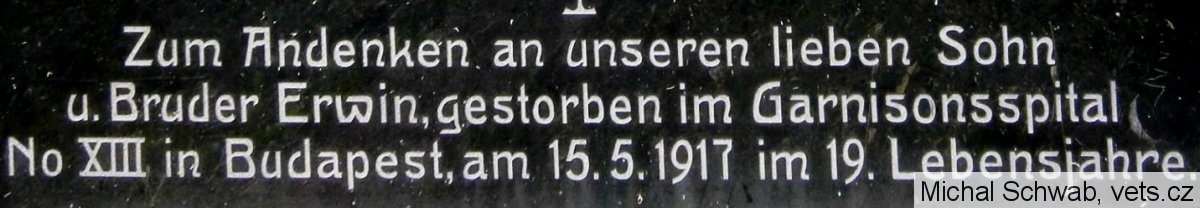 Zum Andenken an unseren lieben Sohn
u. Bruder Erwin, gestorben im Garnisonsspital
No XIII in Budapest, am 15. 5. 1917 im 19. Lebensjahre.
Michal Schwab, vets.cz